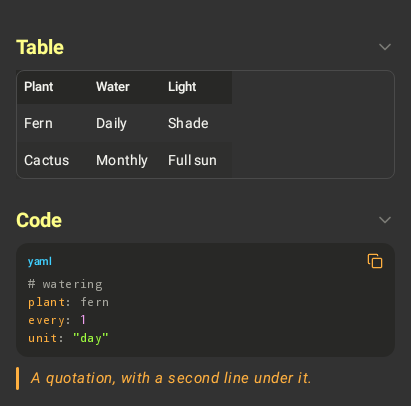 Table
Plant Water Light
Fern Daily Shade
Cactus Monthly Full sun
Code
yaml
# watering
plant: fern
every: 1
unit: "day"
A quotation, with a second line under it.